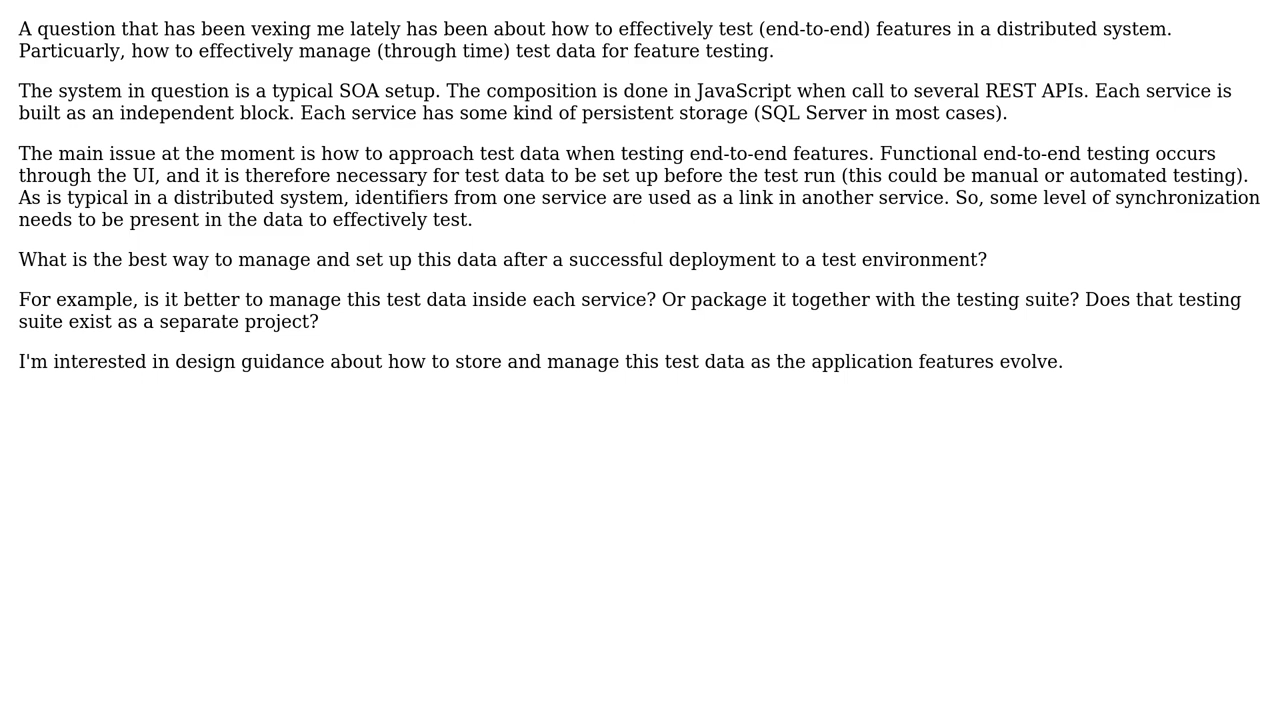 A question that has been vexing me lately has been about how to effectively test (end-to-end) features in a distributed system.
Particuarly, how to effectively manage (through time) test data for feature testing.
The system in question is a typical SOA setup. The composition is done in JavaScript when call to several REST APIs. Each service is
built as an independent block. Each service has some kind of persistent storage (SQL Server in most cases).
The main issue at the moment is how to approach test data when testing end-to-end features. Functional end-to-end testing occurs
through the UI, and it is therefore necessary for test data to be set up before the test run (this could be manual or automated testing).
As is typical in a distributed system, identifiers from one service are used as a link in another service. So, some level of synchronization
needs to be present in the data to effectively test.
What is the best way to manage and set up this data after a successful deployment to a test environment?
For example, is it better to manage this test data inside each service? Or package it together with the testing suite? Does that testing
suite exist as a separate project?
I'm interested in design guidance about how to store and manage this test data as the application features evolve.